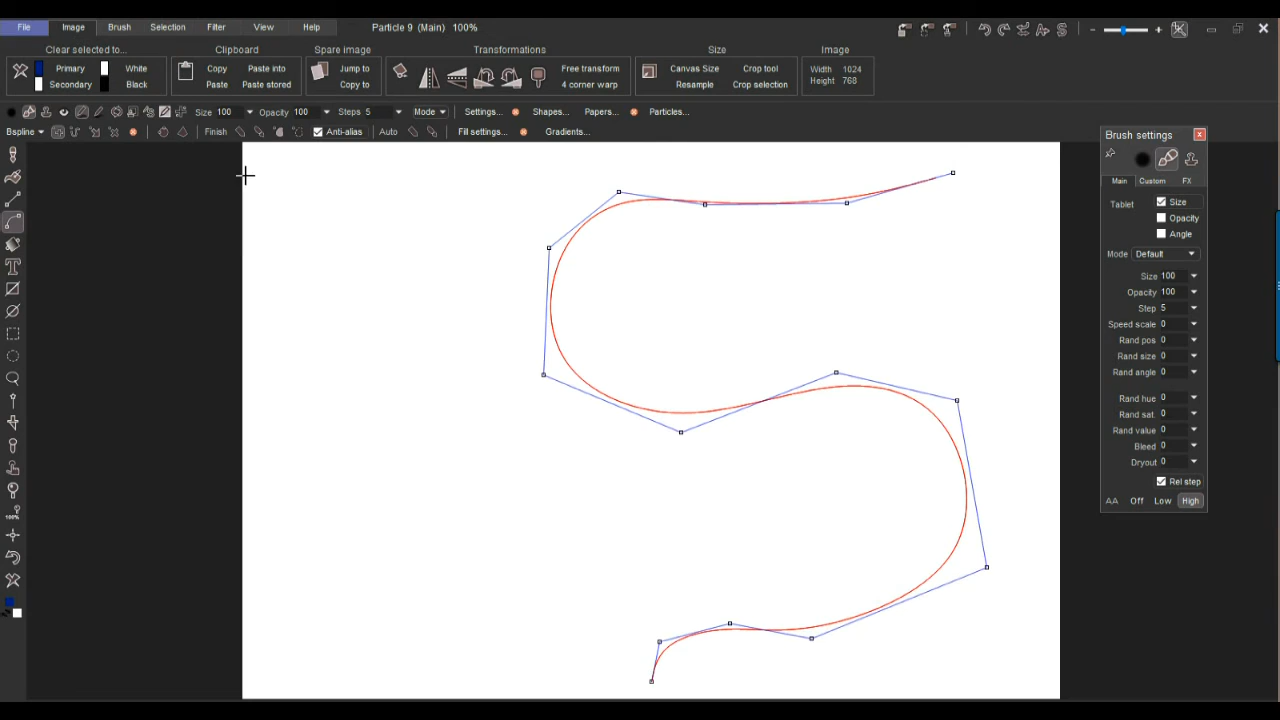 File Image Brush Selection Filter View Help Particle 9 (Main) 100%
Clear selected to... Clipboard Spare image Transformations Size Image
Primary White Copy Paste into Jump to Free transform Canvas Size Crop tool Width 1024
Secondary Black Paste Paste stored Copy to 4 corner warp Resample Crop selection Height 768
Size 100 Opacity 100 Steps 5 Mode Settings... Shapes... Papers... Particles...
Bspline Finish Anti-alias Auto Fill settings... Gradients...
Brush settings
Main Custom FX
Tablet Size
Opacity
Angle
Mode Default
Size 100
Opacity 100
Step 5
Speed scale 0
Rand pos 0
Rand size 0
Rand angle 0
Rand hue 0
Rand sat. 0
Rand value 0
Bleed 0
Dryout 0
Rel step
AA Off Low High
100%